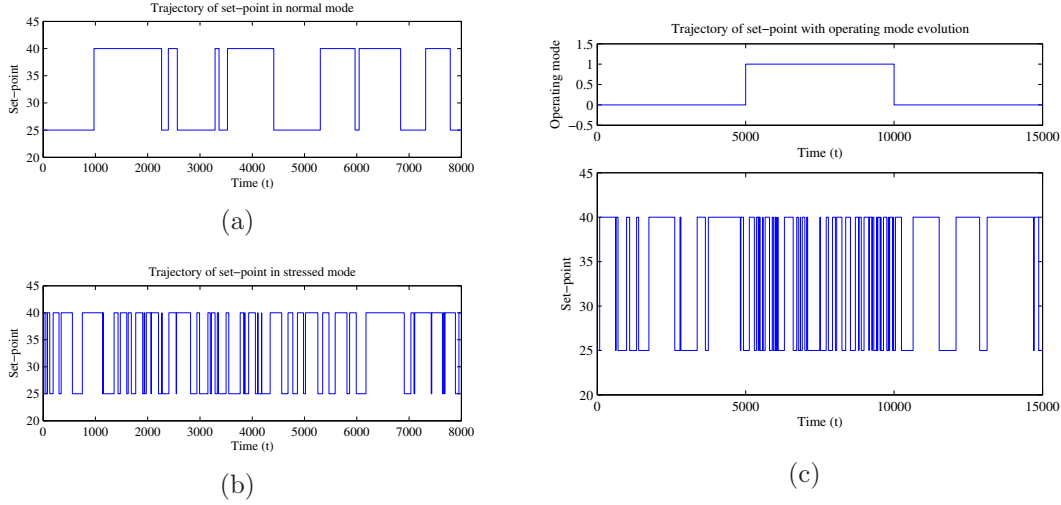 Trajectory of set−point in normal mode
45
40
35
30
25
20
Set−point
0 1000 2000 3000 4000 5000 6000 7000 8000
Time (t)
(a)
Trajectory of set−point in stressed mode
45
40
35
30
25
20
Set−point
0 1000 2000 3000 4000 5000 6000 7000 8000
Time (t)
(b)
Trajectory of set−point with operating mode evolution
1.5
1
0.5
0
−0.5
Operating mode
0 5000 10000 15000
Time (t)
45
40
35
30
25
20
Set−point
0 5000 10000 15000
Time (t)
(c)